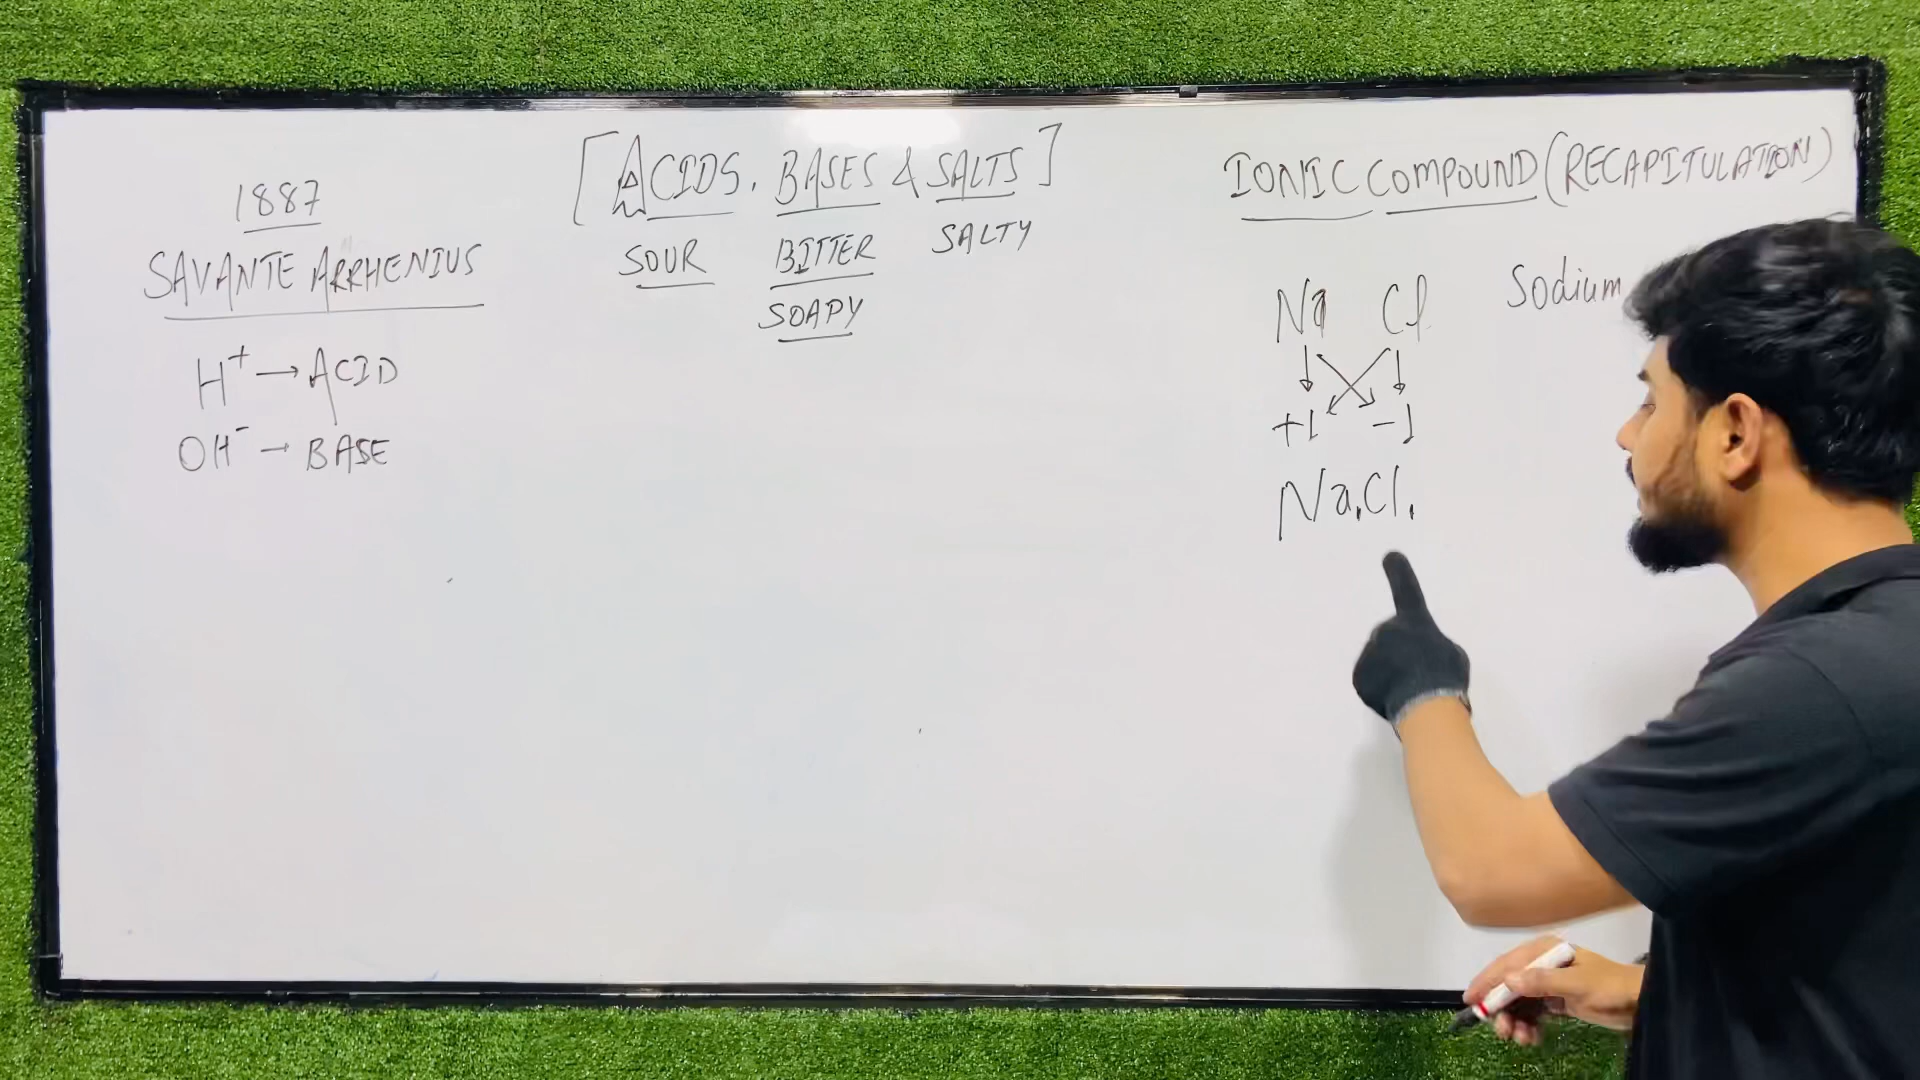 1887
SAVANTE ARRHENIUS
H⁺ → ACID
OH⁻ → BASE
[ACIDS, BASES & SALTS]
SOUR BITTER SALTY
SOAPY
IONIC COMPOUND (RECAPITULATION)
Na Cl Sodium
+1 -1
Na₁Cl₁